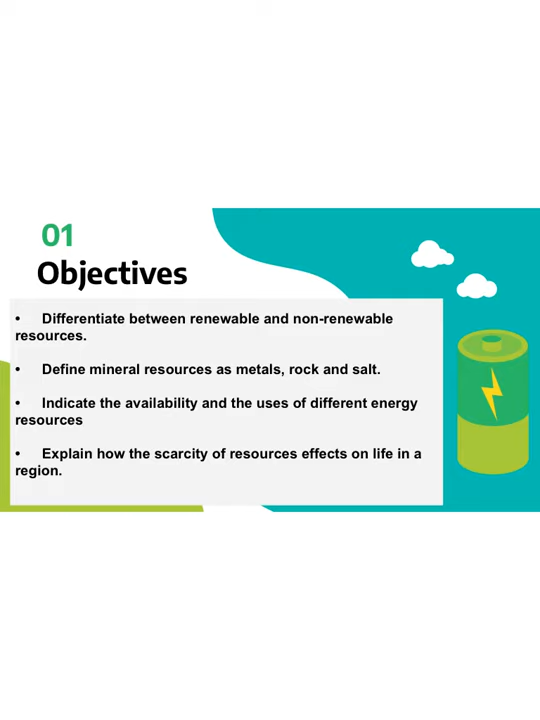 01
Objectives
• Differentiate between renewable and non-renewable
resources.
• Define mineral resources as metals, rock and salt.
• Indicate the availability and the uses of different energy
resources
• Explain how the scarcity of resources effects on life in a
region.